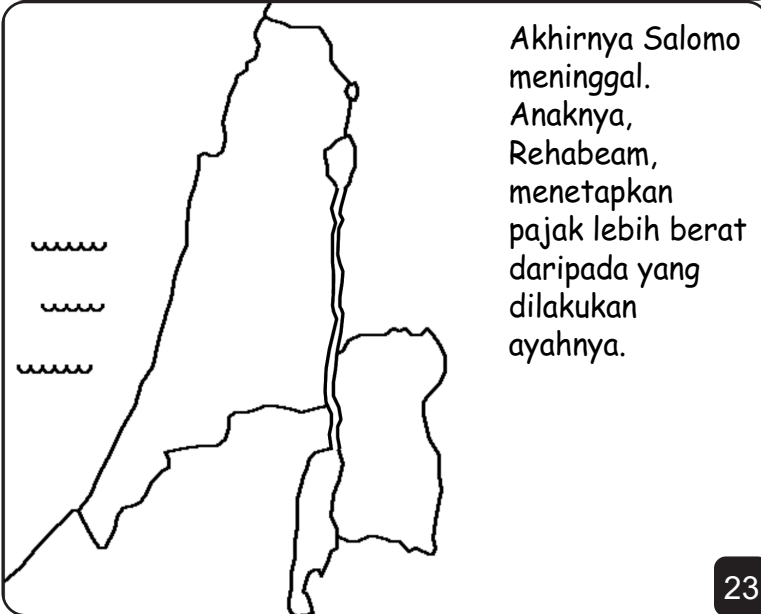 Akhirnya Salomo
meninggal.
Anaknya,
Rehabeam,
menetapkan
pajak lebih berat
daripada yang
dilakukan
ayahnya.
23